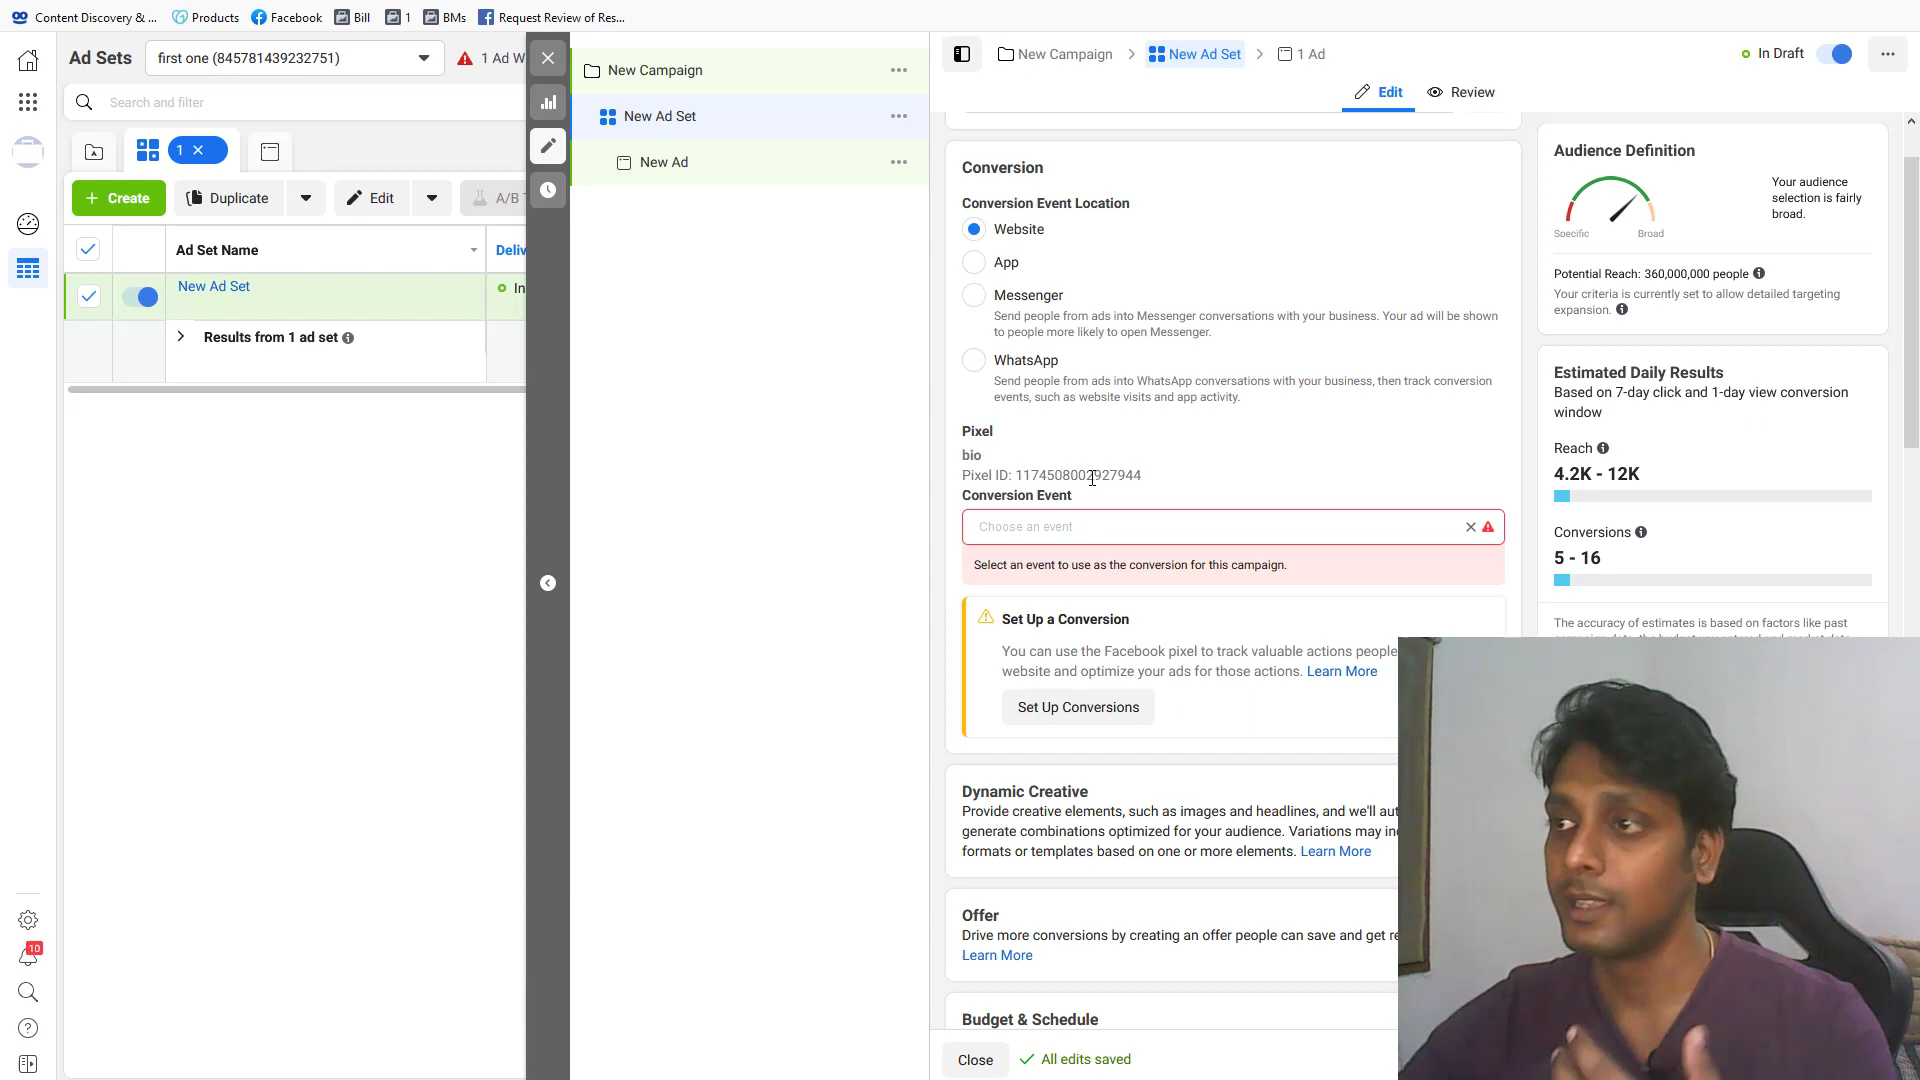 Content Discovery & ...
Products
Facebook
Bill
1
BMs
Request Review of Res...
Ad Sets
first one (845781439232751)
1 Ad W
Search and filter
1
Create
Duplicate
Edit
A/B T
Ad Set Name
Deliv
New Ad Set
In
Results from 1 ad set
10
New Campaign
New Ad Set
New Ad
New Campaign
New Ad Set
1 Ad
In Draft
Edit
Review
Conversion
Conversion Event Location
Website
App
Messenger
Send people from ads into Messenger conversations with your business. Your ad will be shown
to people more likely to open Messenger.
WhatsApp
Send people from ads into WhatsApp conversations with your business, then track conversion
events, such as website visits and app activity.
Pixel
bio
Pixel ID: 1174508002927944
Conversion Event
Choose an event
Select an event to use as the conversion for this campaign.
Set Up a Conversion
You can use the Facebook pixel to track valuable actions people
website and optimize your ads for those actions. Learn More
Set Up Conversions
Dynamic Creative
Provide creative elements, such as images and headlines, and we'll aut
generate combinations optimized for your audience. Variations may in
formats or templates based on one or more elements. Learn More
Offer
Drive more conversions by creating an offer people can save and get re
Learn More
Budget & Schedule
Close
All edits saved
Audience Definition
Your audience
selection is fairly
broad.
Specific
Broad
Potential Reach: 360,000,000 people
Your criteria is currently set to allow detailed targeting
expansion.
Estimated Daily Results
Based on 7-day click and 1-day view conversion
window
Reach
4.2K - 12K
Conversions
5 - 16
The accuracy of estimates is based on factors like past